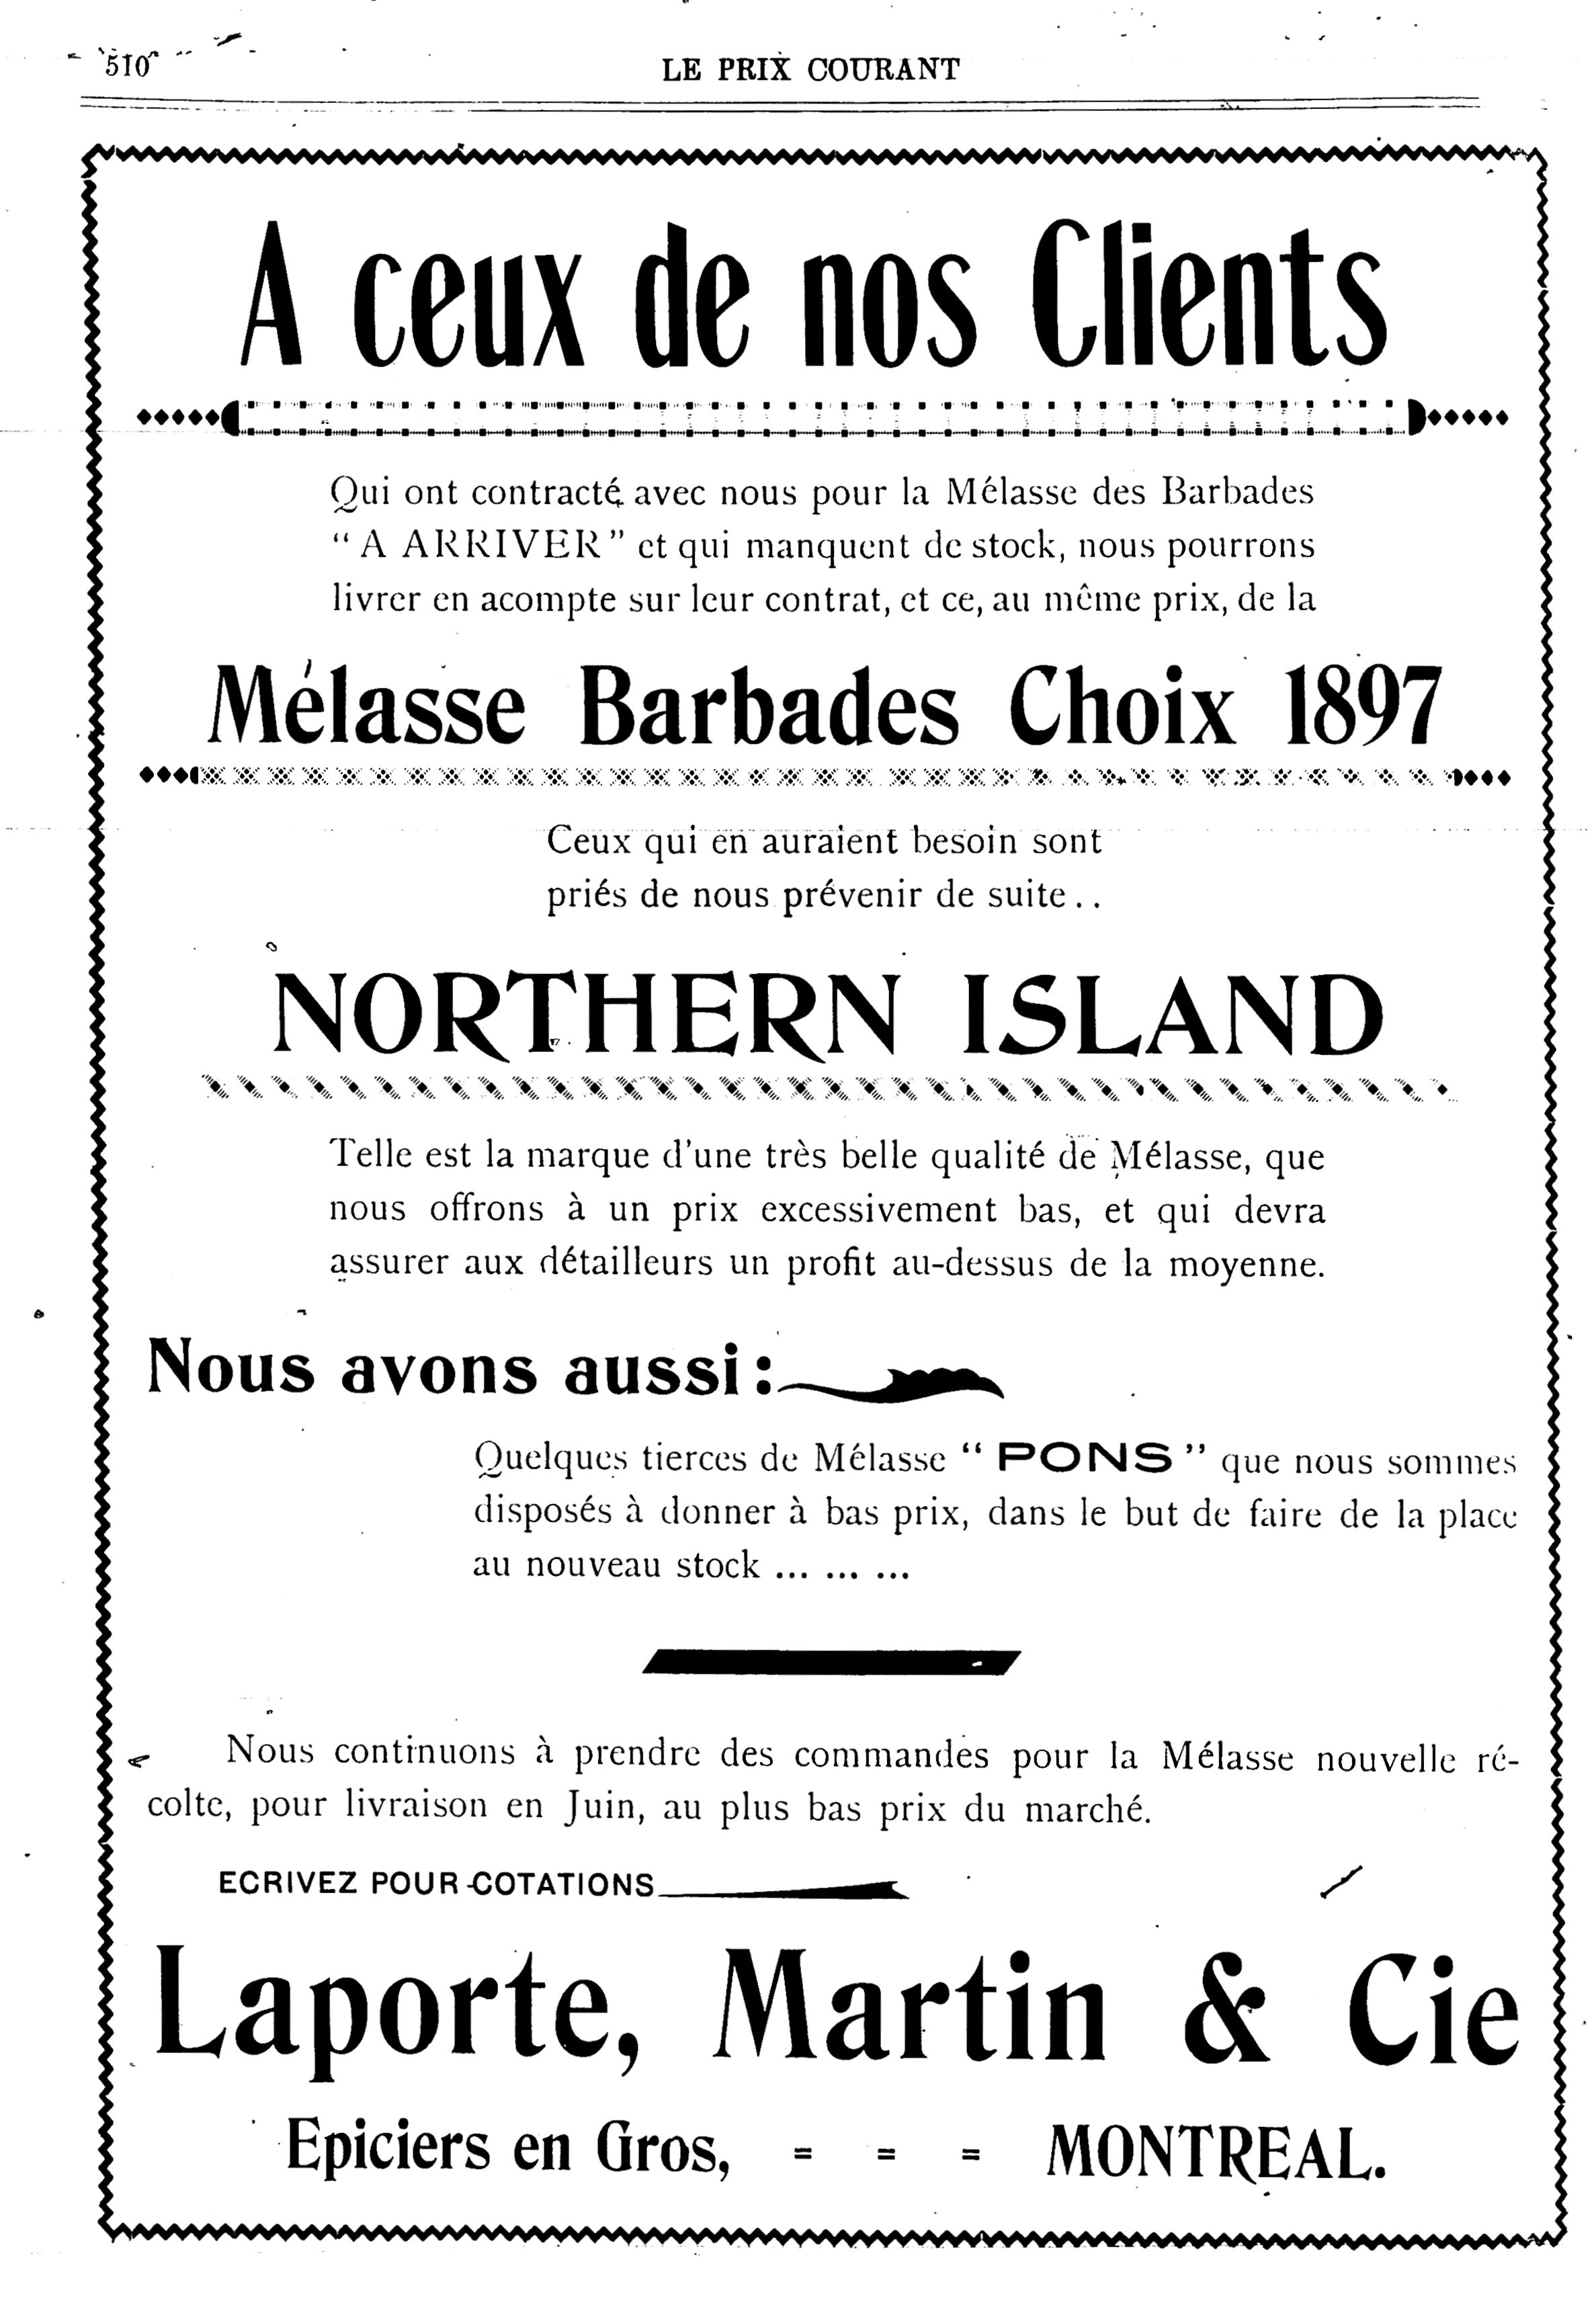 510
LE PRIX COURANT
A ceux de nos Clients
Qui ont contracté avec nous pour la Mélasse des Barbades
“A ARRIVER” et qui manquent de stock, nous pourrons
livrer en acompte sur leur contrat, et ce, au même prix, de la
Mélasse Barbades Choix 1897
Ceux qui en auraient besoin sont
priés de nous prévenir de suite..
NORTHERN ISLAND
Telle est la marque d'une très belle qualité de Mélasse, que
nous offrons à un prix excessivement bas, et qui devra
assurer aux détailleurs un profit au-dessus de la moyenne.
Nous avons aussi:
Quelques tierces de Mélasse “PONS” que nous sommes
disposés à donner à bas prix, dans le but de faire de la place
au nouveau stock ... ... ...
Nous continuons à prendre des commandes pour la Mélasse nouvelle ré-
colte, pour livraison en Juin, au plus bas prix du marché.
ECRIVEZ POUR COTATIONS
Laporte, Martin & Cie
Epiciers en Gros, = = = MONTREAL.